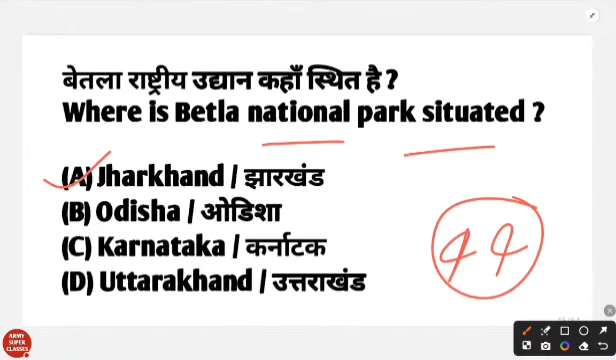 बेतला राष्ट्रीय उद्यान कहाँ स्थित है ?
Where is Betla national park situated ?
(A) Jharkhand / झारखंड
(B) Odisha / ओडिशा
(C) Karnataka / कर्नाटक
(D) Uttarakhand / उत्तराखंड
ARMY
SUPER
CLASSES